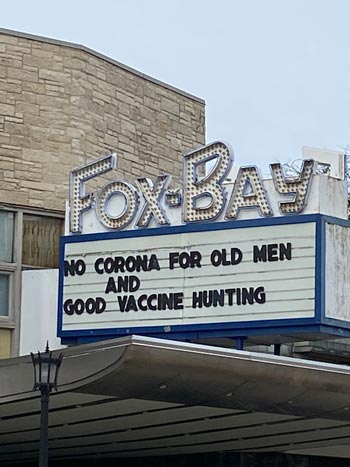 FOX-BAY
NO CORONA FOR OLD MEN
AND
GOOD VACCINE HUNTING